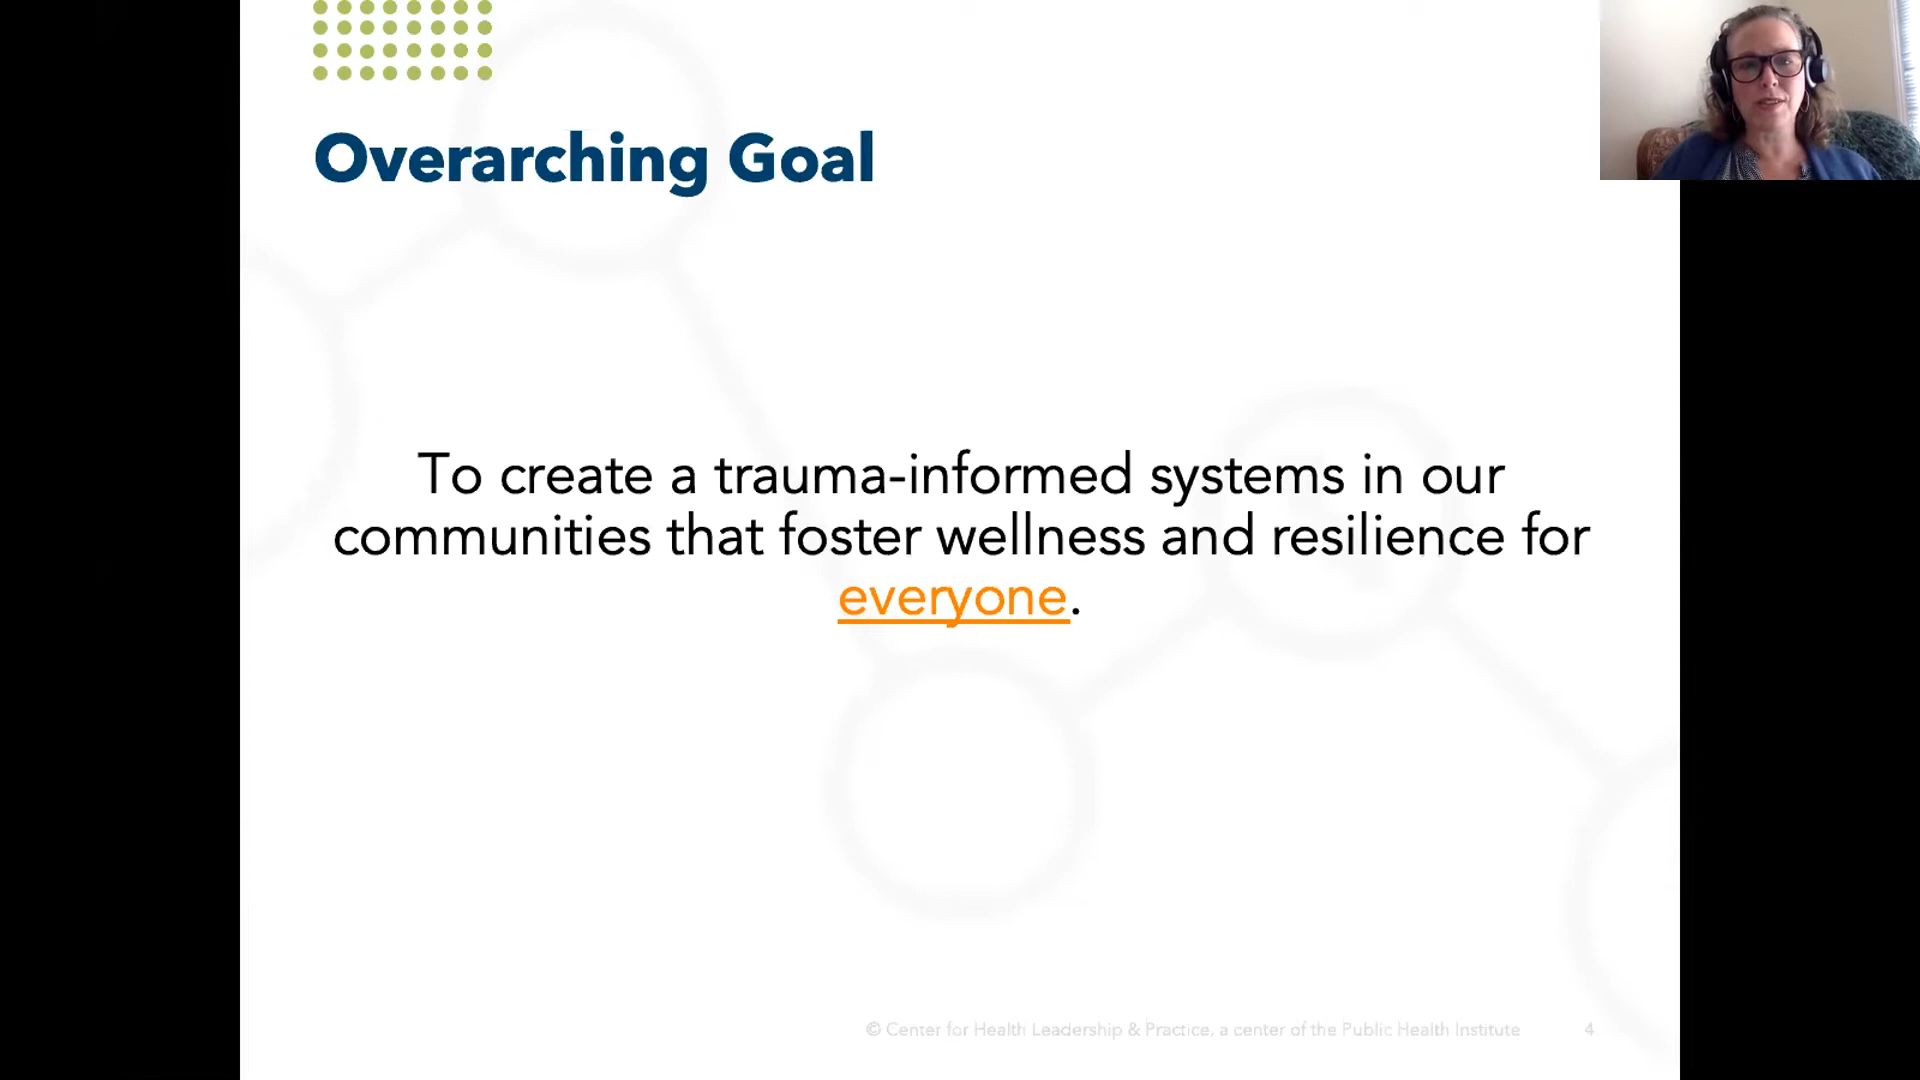 Overarching Goal
To create a trauma-informed systems in our
communities that foster wellness and resilience for
everyone.
© Center for Health Leadership & Practice, a center of the Public Health Institute 4